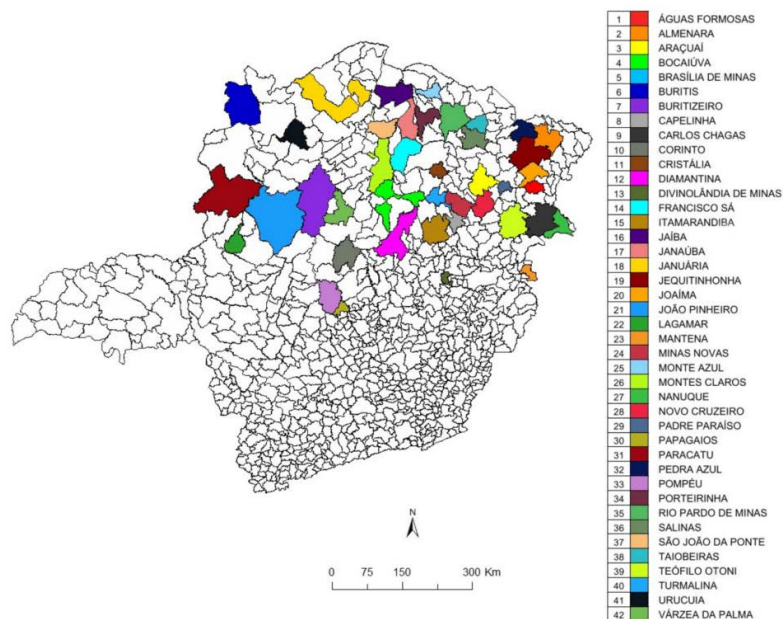 1 ÁGUAS FORMOSAS
2 ALMENARA
3 ARAÇUAÍ
4 BOCAIÚVA
5 BRASÍLIA DE MINAS
6 BURITIS
7 BURITIZEIRO
8 CAPELINHA
9 CARLOS CHAGAS
10 CORINTO
11 CRISTÁLIA
12 DIAMANTINA
13 DIVINOLÂNDIA DE MINAS
14 FRANCISCO SÁ
15 ITAMARANDIBA
16 JAÍBA
17 JANAÚBA
18 JANUÁRIA
19 JEQUITINHONHA
20 JOAÍMA
21 JOÃO PINHEIRO
22 LAGAMAR
23 MANTENA
24 MINAS NOVAS
25 MONTE AZUL
26 MONTES CLAROS
27 NANUQUE
28 NOVO CRUZEIRO
29 PADRE PARAÍSO
30 PAPAGAIOS
31 PARACATU
32 PEDRA AZUL
33 POMPÉU
34 PORTEIRINHA
35 RIO PARDO DE MINAS
36 SALINAS
37 SÃO JOÃO DA PONTE
38 TAIOBEIRAS
39 TEÓFILO OTONI
40 TURMALINA
41 URUCUIA
42 VÁRZEA DA PALMA
N
0 75 150 300 Km